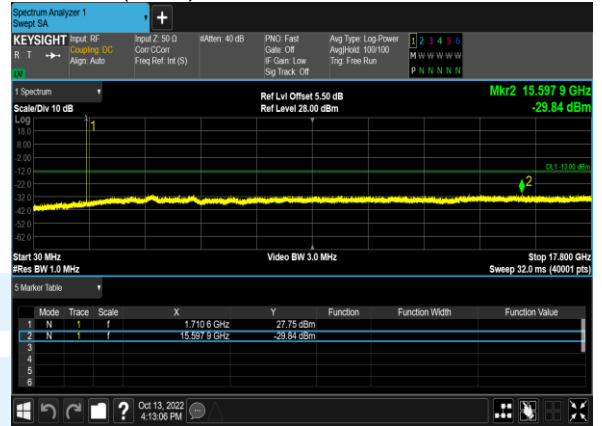 Spectrum Analyzer 1
Swept SA
+
KEYSIGHT Input: RF Input Z: 50 Ω #Atten: 40 dB PNO: Fast Avg Type: Log-Power 1 2 3 4 5 6
R T Coupling: DC Corr CCorr Gate: Off Avg|Hold: 100/100 M W W W W W
Align: Auto Freq Ref: Int (S) IF Gain: Low Trig: Free Run
LW Sig Track: Off P N N N N N
1 Spectrum Ref Lvl Offset 5.50 dB Mkr2 15.597 9 GHz
Scale/Div 10 dB Ref Level 28.00 dBm -29.84 dBm
Log
18.0
8.00
-2.00
-12.0
-22.0
-32.0
-42.0
-52.0
-62.0
1
DL1 -13.00 dBm
2
Start 30 MHz Video BW 3.0 MHz Stop 17.800 GHz
#Res BW 1.0 MHz Sweep 32.0 ms (40001 pts)
5 Marker Table
Mode Trace Scale X Y Function Function Width Function Value
1 N 1 f 1.710 6 GHz 27.75 dBm
2 N 1 f 15.597 9 GHz -29.84 dBm
3
4
5
6
? Oct 13, 2022
4:13:06 PM